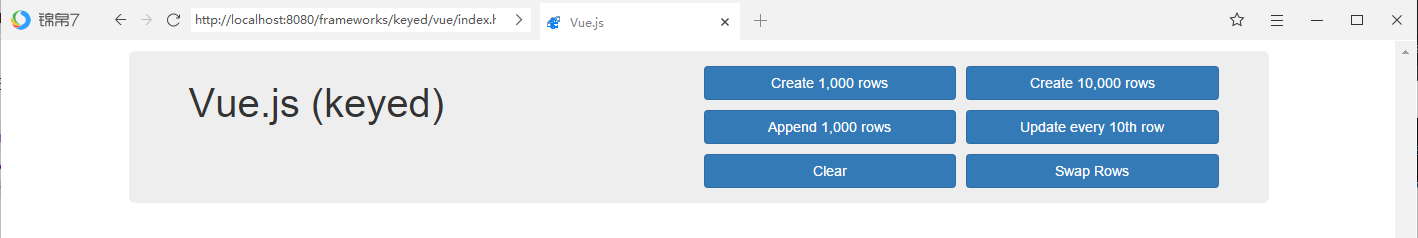 锦帛7
http://localhost:8080/frameworks/keyed/vue/index.h
Vue.js
Vue.js (keyed)
Create 1,000 rows
Create 10,000 rows
Append 1,000 rows
Update every 10th row
Clear
Swap Rows